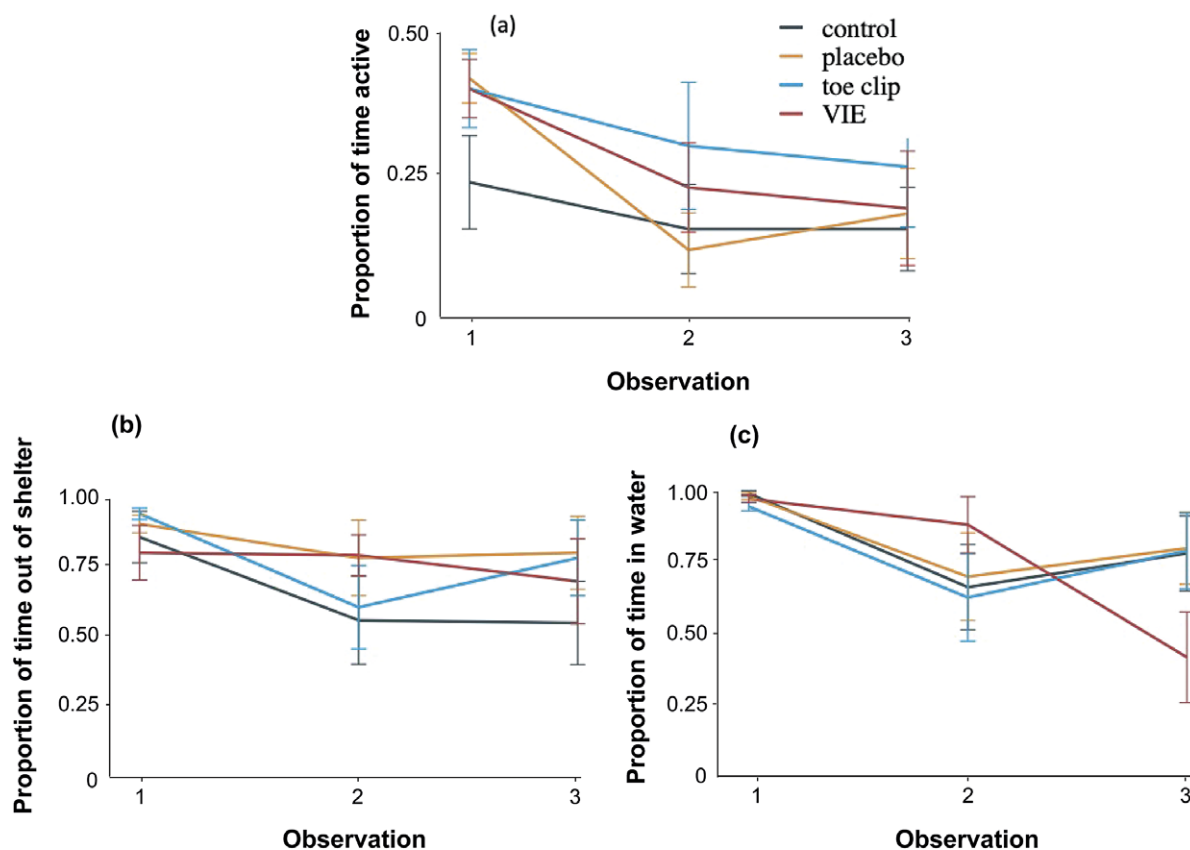 (a)
control
placebo
toe clip
VIE
Proportion of time active
0.50
0.25
0
1 2 3
Observation
(b)
Proportion of time out of shelter
1.00
0.75
0.50
0.25
0
1 2 3
Observation
(c)
Proportion of time in water
1.00
0.75
0.50
0.25
0
1 2 3
Observation